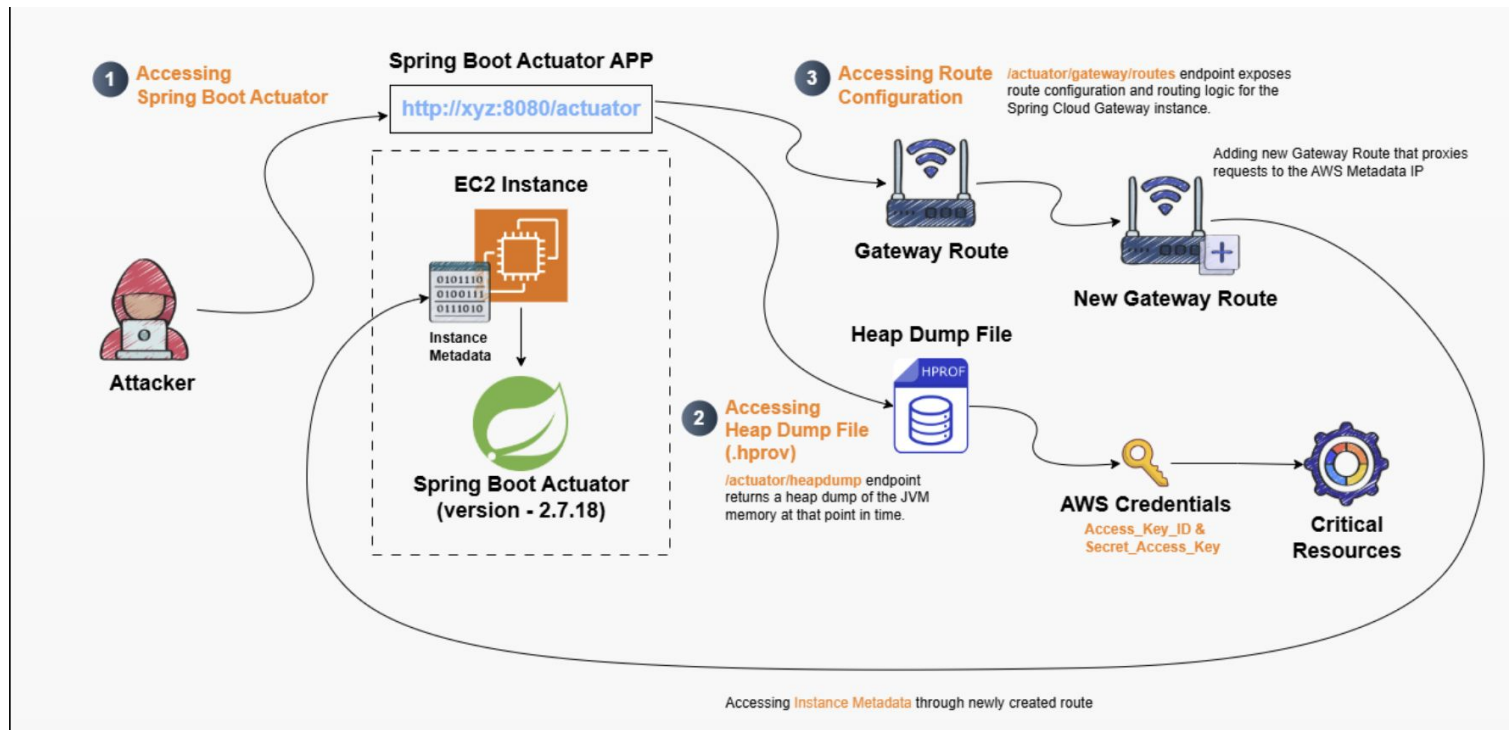 1
Accessing
Spring Boot Actuator
Spring Boot Actuator APP
http://xyz:8080/actuator
3
Accessing Route
Configuration
/actuator/gateway/routes endpoint exposes
route configuration and routing logic for the
Spring Cloud Gateway instance.
Adding new Gateway Route that proxies
requests to the AWS Metadata IP
EC2 Instance
0101110
0100111
0111010
Instance
Metadata
Gateway Route
New Gateway Route
Attacker
Heap Dump File
HPROF
2
Accessing
Heap Dump File
(.hprov)
/actuator/heapdump endpoint
returns a heap dump of the JVM
memory at that point in time.
Spring Boot Actuator
(version - 2.7.18)
AWS Credentials
Access_Key_ID &
Secret_Access_Key
Critical
Resources
Accessing Instance Metadata through newly created route